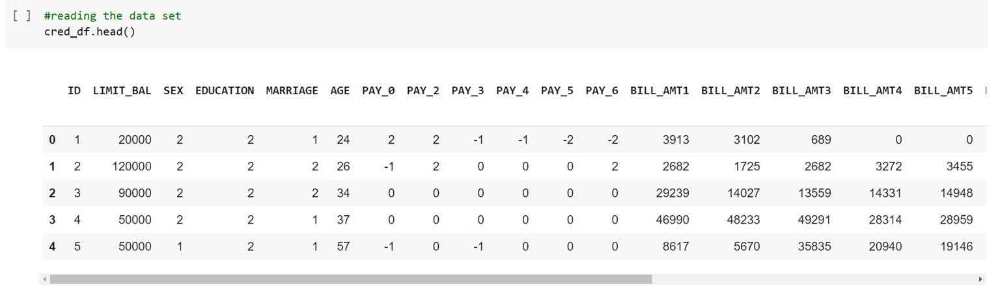 [ ] #reading the data set
cred_df.head()
ID LIMIT_BAL SEX EDUCATION MARRIAGE AGE PAY_0 PAY_2 PAY_3 PAY_4 PAY_5 PAY_6 BILL_AMT1 BILL_AMT2 BILL_AMT3 BILL_AMT4 BILL_AMT5
0 1 20000 2 2 1 24 2 2 -1 -1 -2 -2 3913 3102 689 0 0
1 2 120000 2 2 2 26 -1 2 0 0 0 2 2682 1725 2682 3272 3455
2 3 90000 2 2 2 34 0 0 0 0 0 0 29239 14027 13559 14331 14948
3 4 50000 2 2 1 37 0 0 0 0 0 0 46990 48233 49291 28314 28959
4 5 50000 1 2 1 57 -1 0 -1 0 0 0 8617 5670 35835 20940 19146